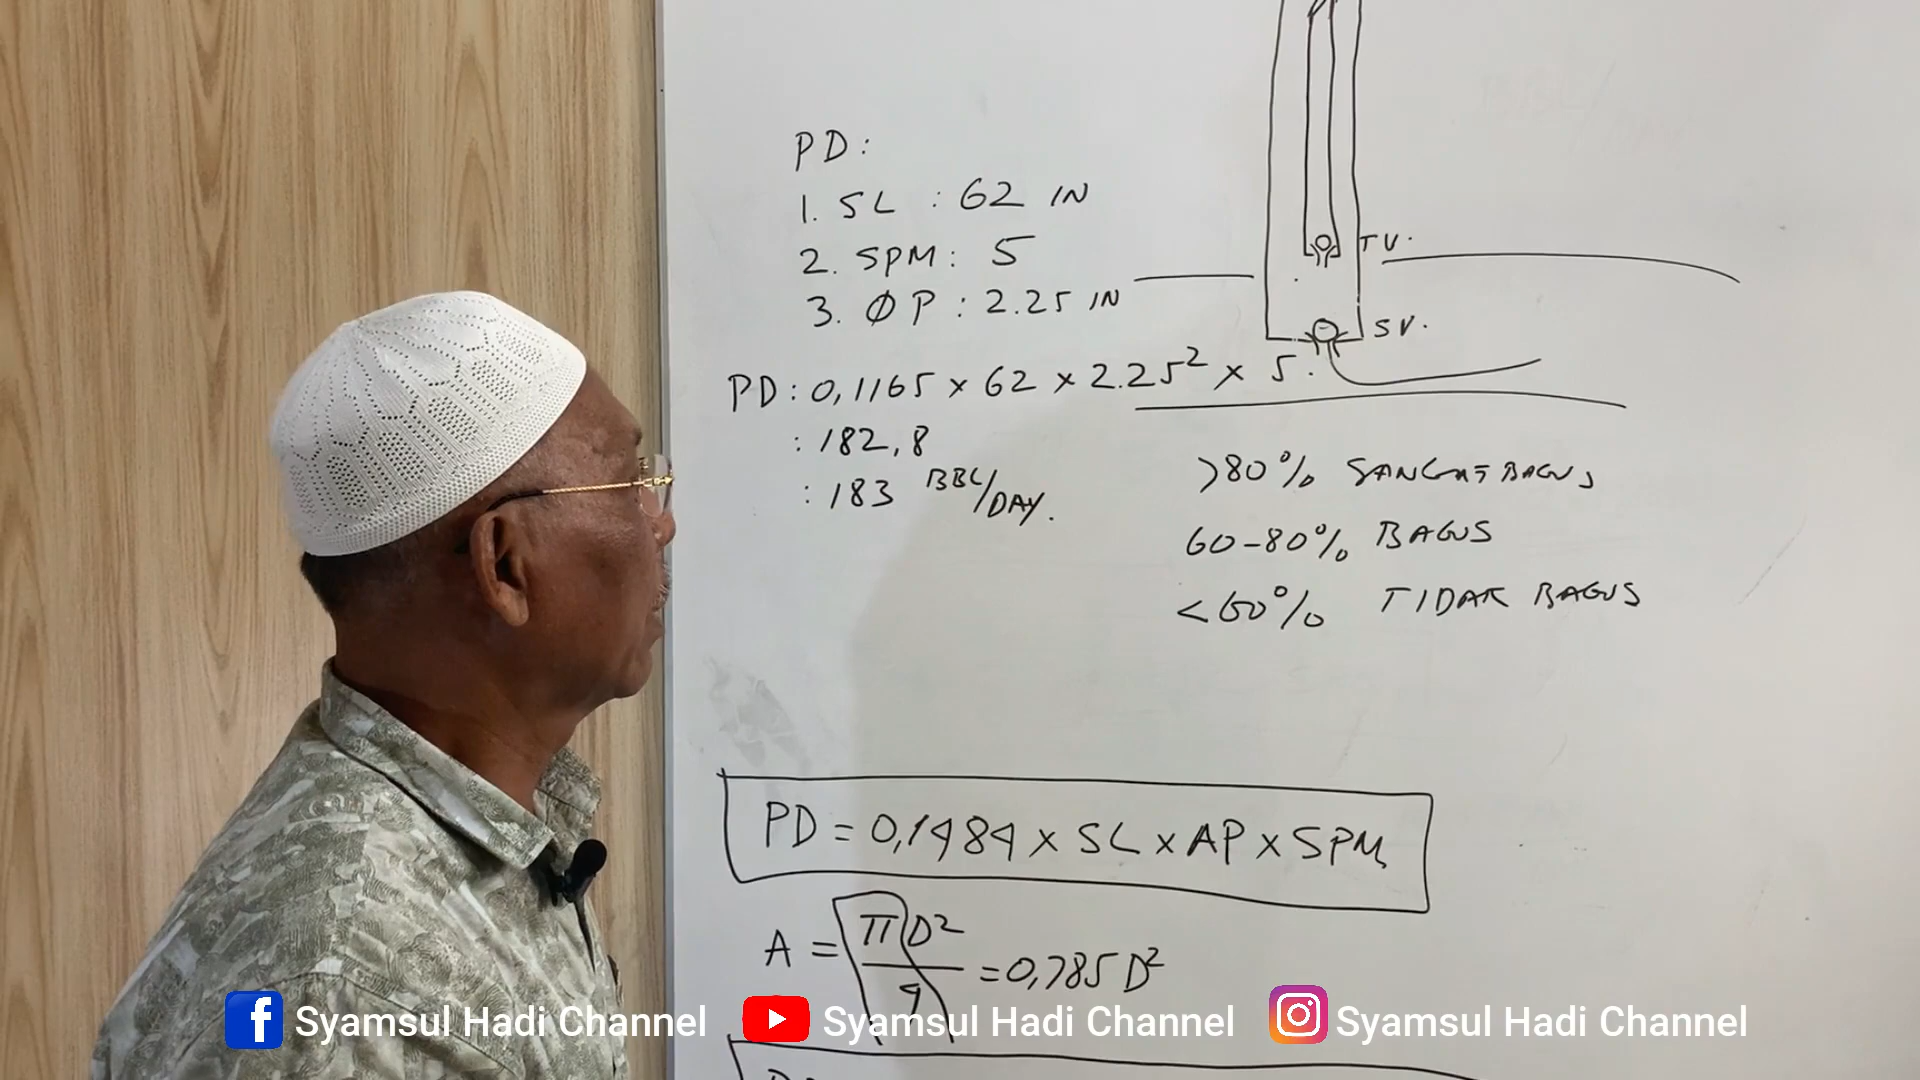 PD:
1. SL : 62 IN
2. SPM: 5
3. ØP : 2.25 IN
TV.
SV.
PD: 0,1165 x 62 x 2.25² x 5.
: 182,8
: 183 BBL/DAY.
>80% SANGAT BAGUS
60-80% BAGUS
<60% TIDAK BAGUS
PD = 0,1484 x SL x AP x SPM
A = πD²/4 = 0,785 D²
Syamsul Hadi Channel
Syamsul Hadi Channel
Syamsul Hadi Channel